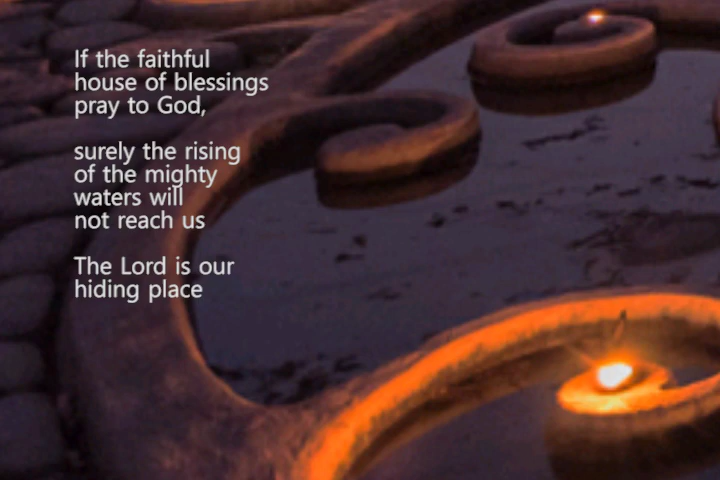 If the faithful
house of blessings
pray to God,
surely the rising
of the mighty
waters will
not reach us
The Lord is our
hiding place